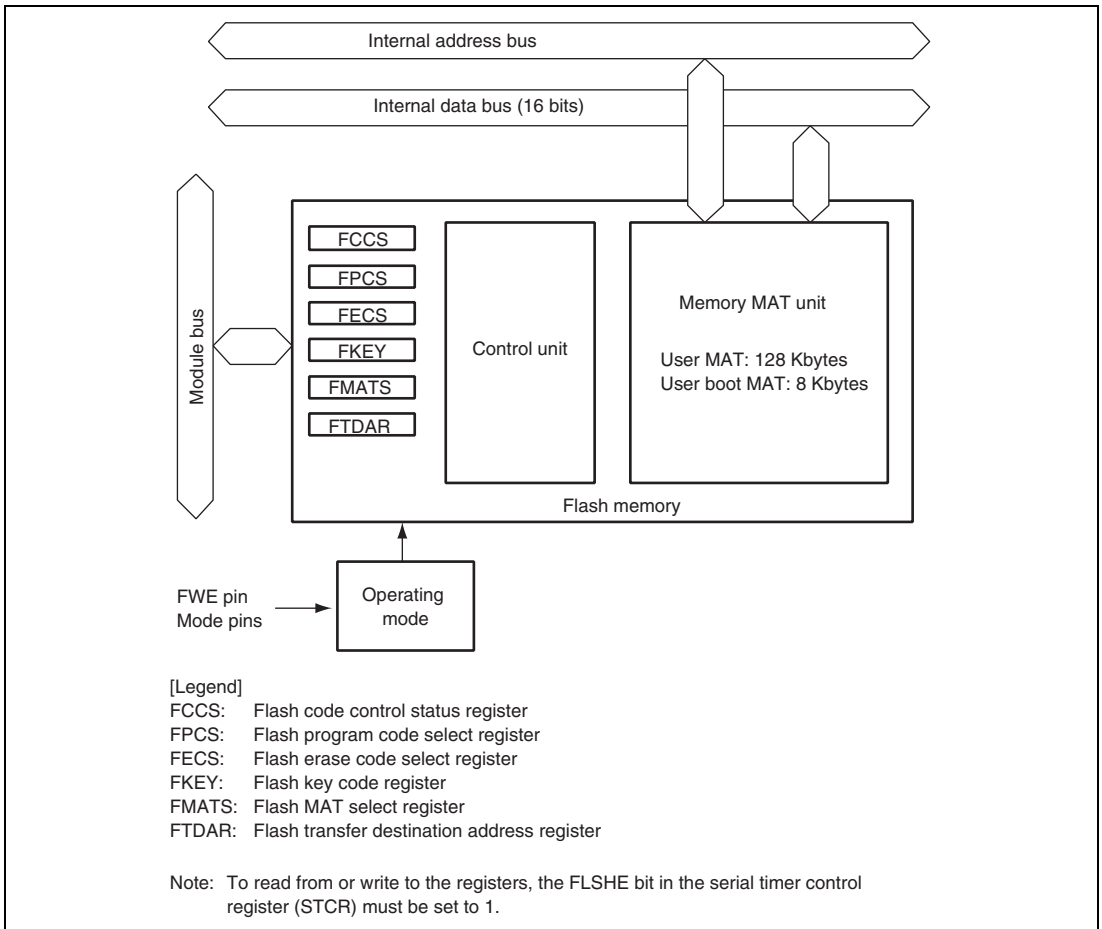 Internal address bus
Internal data bus (16 bits)
Module bus
FCCS
FPCS
FECS
FKEY
FMATS
FTDAR
Control unit
Memory MAT unit
User MAT: 128 Kbytes
User boot MAT: 8 Kbytes
Flash memory
FWE pin
Mode pins
Operating
mode
[Legend]
FCCS: Flash code control status register
FPCS: Flash program code select register
FECS: Flash erase code select register
FKEY: Flash key code register
FMATS: Flash MAT select register
FTDAR: Flash transfer destination address register
Note: To read from or write to the registers, the FLSHE bit in the serial timer control
register (STCR) must be set to 1.